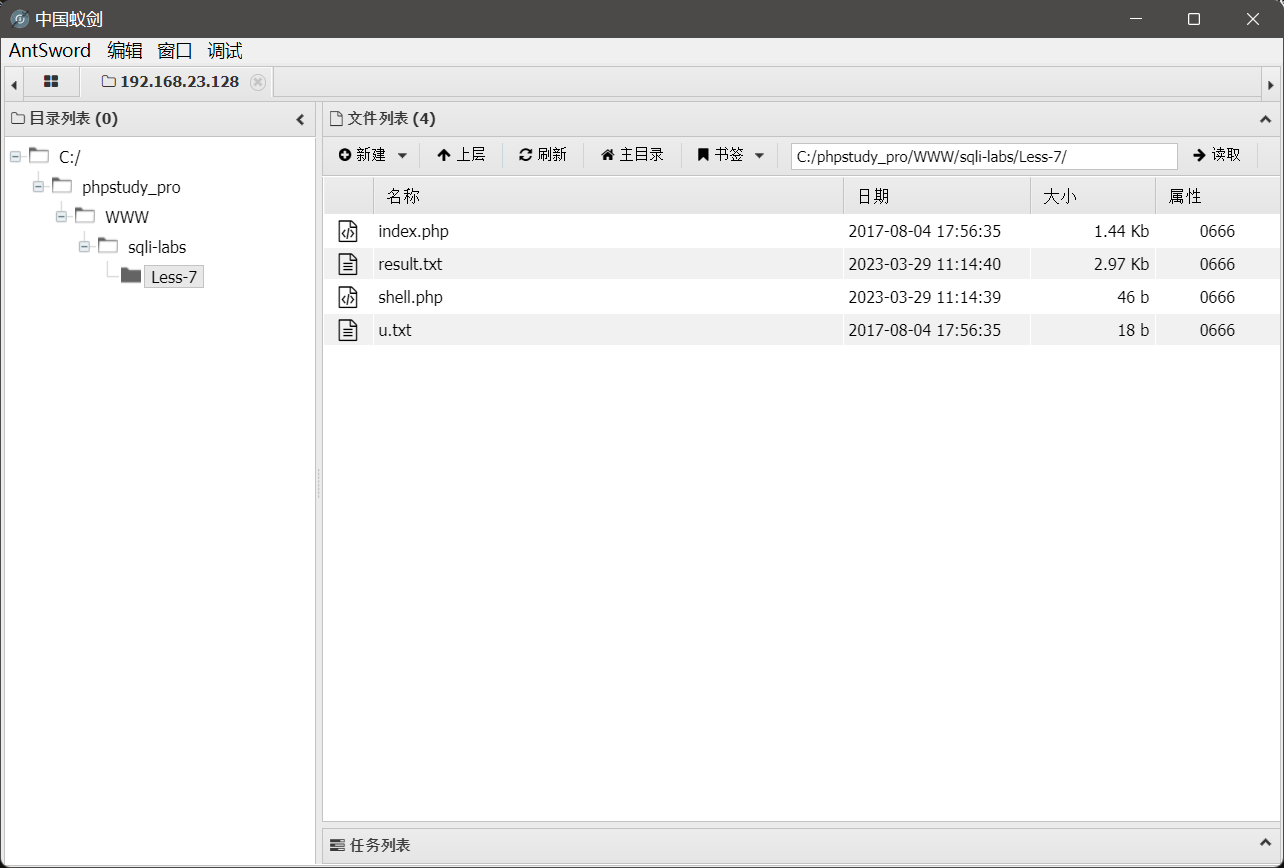 中国蚁剑
AntSword 编辑 窗口 调试
192.168.23.128
目录列表 (0)
C:/
phpstudy_pro
WWW
sqli-labs
Less-7
文件列表 (4)
新建 上层 刷新 主目录 书签 C:/phpstudy_pro/WWW/sqli-labs/Less-7/ 读取
名称 日期 大小 属性
index.php 2017-08-04 17:56:35 1.44 Kb 0666
result.txt 2023-03-29 11:14:40 2.97 Kb 0666
shell.php 2023-03-29 11:14:39 46 b 0666
u.txt 2017-08-04 17:56:35 18 b 0666
任务列表